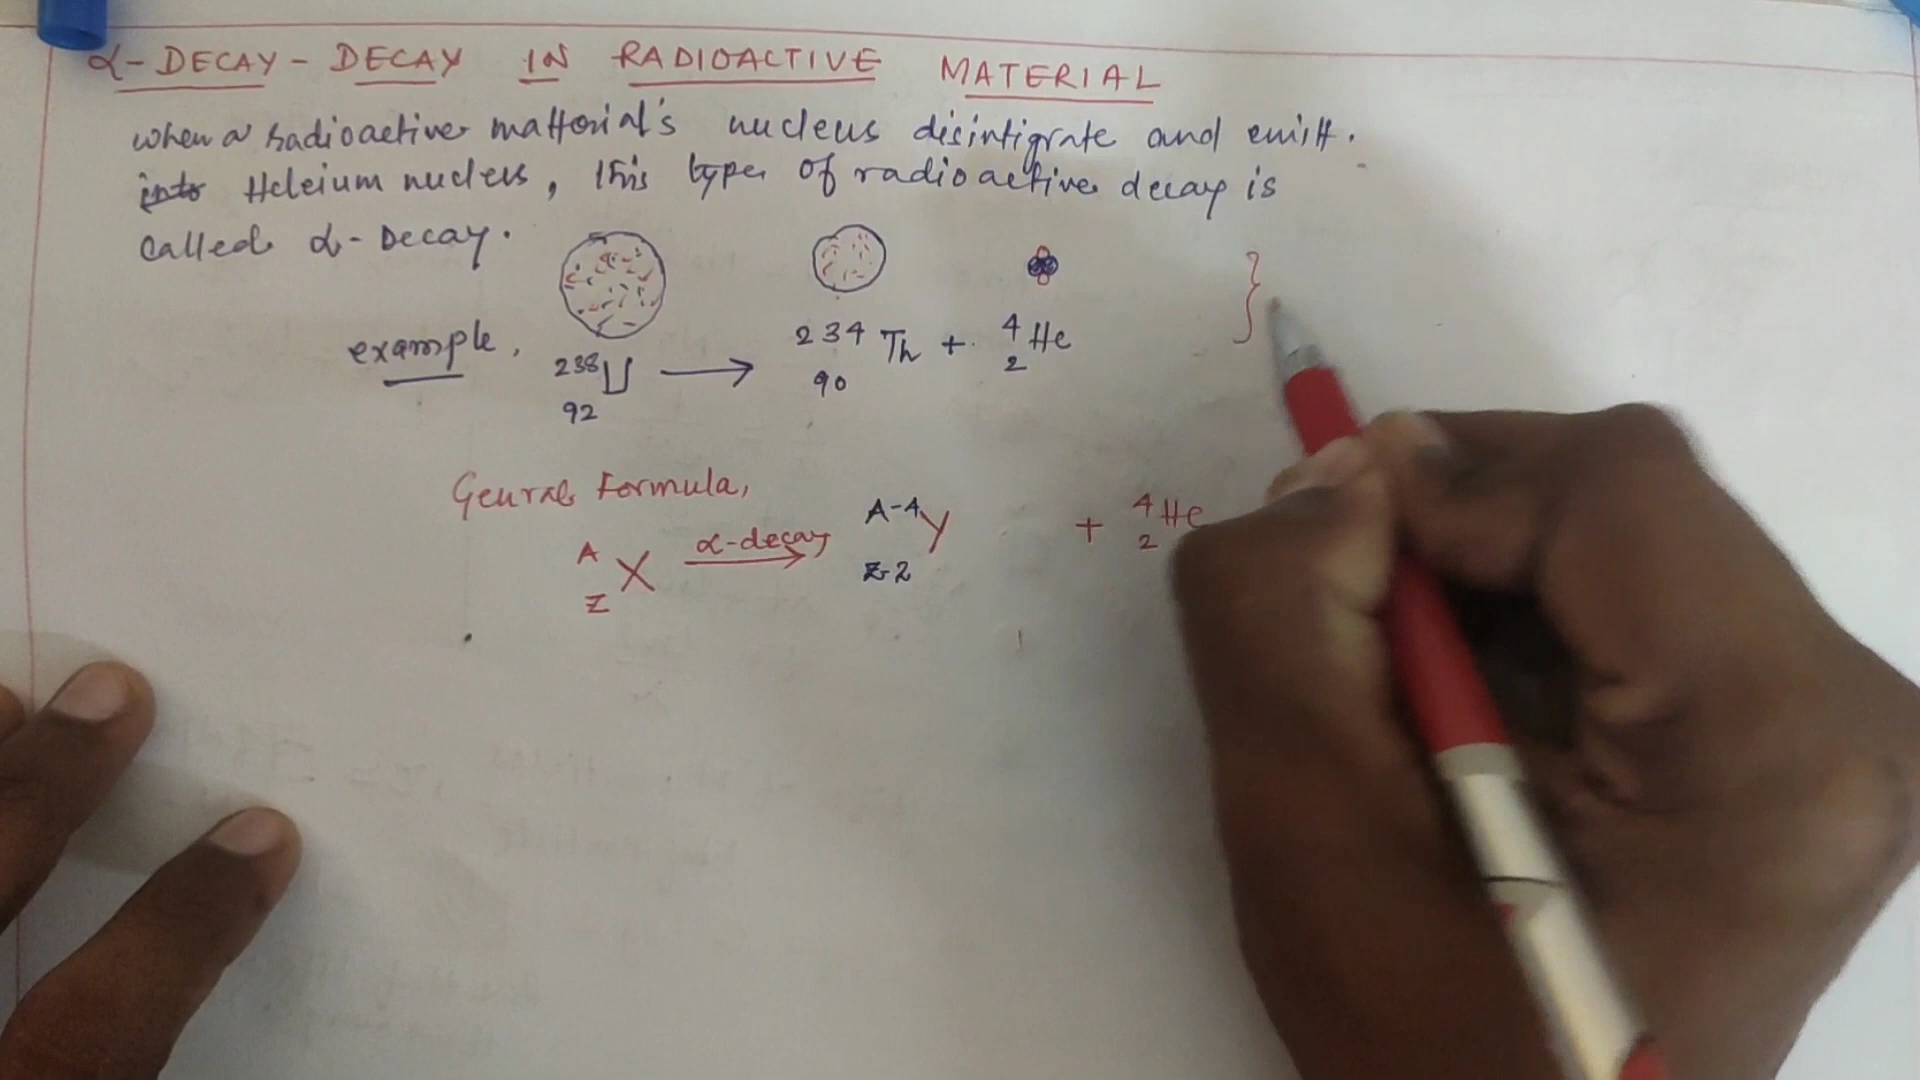 α-DECAY - DECAY IN RADIOACTIVE MATERIAL
when a radioactive matterial's nucleus disintigrate and emitt.
into Heleium nucleus, this type of radioactive decay is
called α-Decay.
example, ²³⁸₉₂U → ²³⁴₉₀Th + ⁴₂He }
Genral Formula,
ᴬ_Z X α-decay → ᴬ⁻⁴_Z-2 Y + ⁴₂He